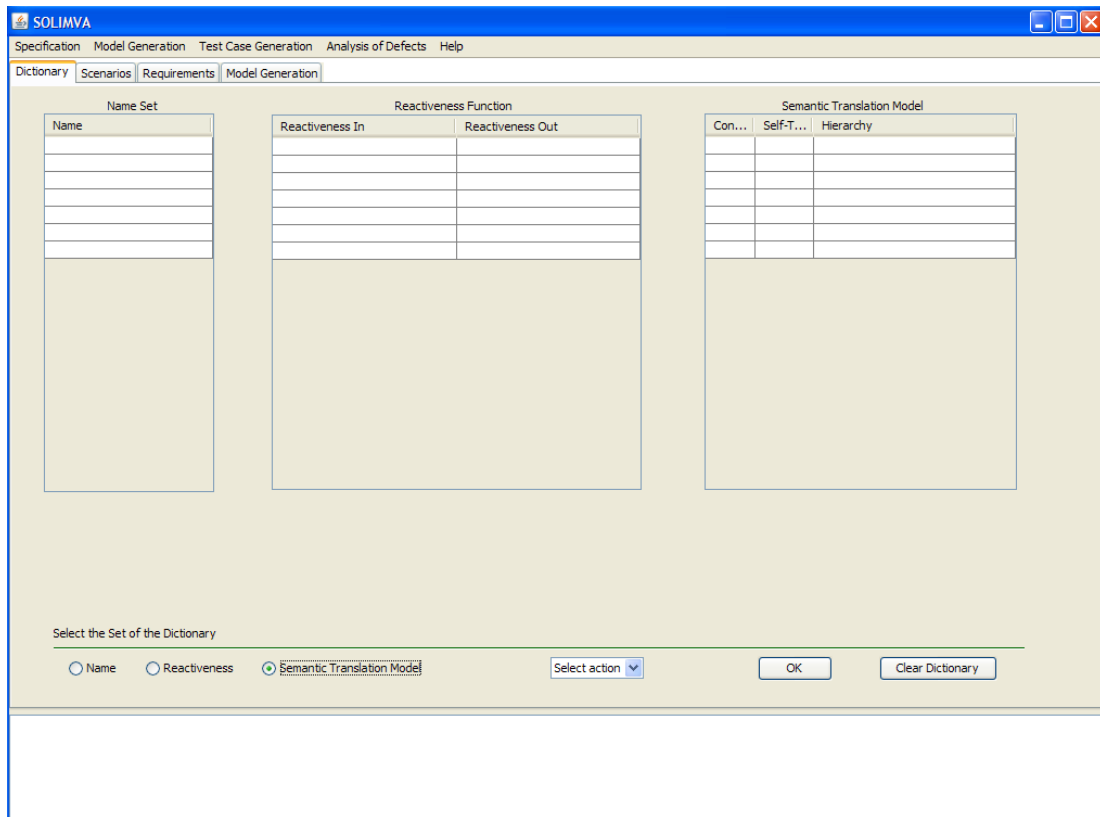 SOLIMVA
Specification Model Generation Test Case Generation Analysis of Defects Help
Dictionary Scenarios Requirements Model Generation
Name Set Reactiveness Function Semantic Translation Model
Name Reactiveness In Reactiveness Out Con... Self-T... Hierarchy
Select the Set of the Dictionary
Name Reactiveness Semantic Translation Model Select action OK Clear Dictionary